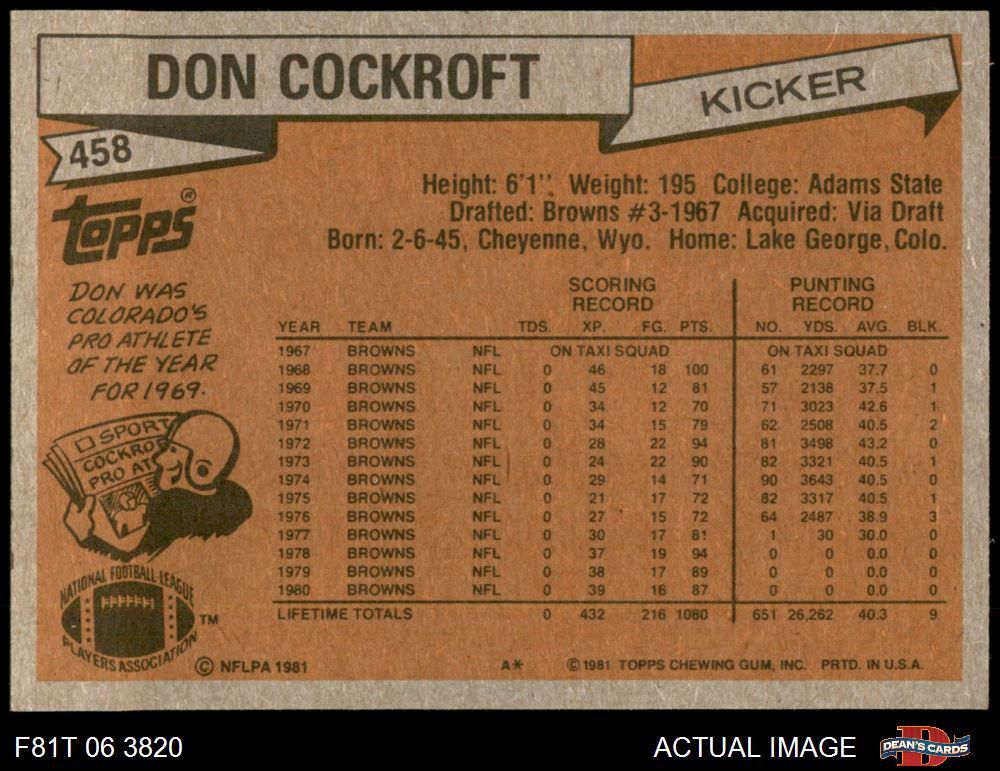 DON COCKROFT
KICKER
458
TOPPS®
Height: 6'1'' Weight: 195 College: Adams State
Drafted: Browns #3-1967 Acquired: Via Draft
Born: 2-6-45, Cheyenne, Wyo. Home: Lake George, Colo.
DON WAS
COLORADO'S
PRO ATHLETE
OF THE YEAR
FOR 1969.
SPORT
COCKROF
PRO AT
SCORING RECORD PUNTING RECORD
YEAR TEAM TDS. XP. FG. PTS. NO. YDS. AVG. BLK.
1967 BROWNS NFL ON TAXI SQUAD ON TAXI SQUAD
1968 BROWNS NFL 0 46 18 100 61 2297 37.7 0
1969 BROWNS NFL 0 45 12 81 57 2138 37.5 1
1970 BROWNS NFL 0 34 12 70 71 3023 42.6 1
1971 BROWNS NFL 0 34 15 79 62 2508 40.5 2
1972 BROWNS NFL 0 28 22 94 81 3498 43.2 0
1973 BROWNS NFL 0 24 22 90 82 3321 40.5 1
1974 BROWNS NFL 0 29 14 71 90 3643 40.5 0
1975 BROWNS NFL 0 21 17 72 82 3317 40.5 1
1976 BROWNS NFL 0 27 15 72 64 2487 38.9 3
1977 BROWNS NFL 0 30 17 81 1 30 30.0 0
1978 BROWNS NFL 0 37 19 94 0 0 0.0 0
1979 BROWNS NFL 0 38 17 89 0 0 0.0 0
1980 BROWNS NFL 0 39 16 87 0 0 0.0 0
LIFETIME TOTALS 0 432 216 1080 651 26,262 40.3 9
NATIONAL FOOTBALL LEAGUE
PLAYERS ASSOCIATION
TM
© NFLPA 1981 A* © 1981 TOPPS CHEWING GUM, INC. PRTD. IN U.S.A.
F81T 06 3820 ACTUAL IMAGE DEAN'S CARDS